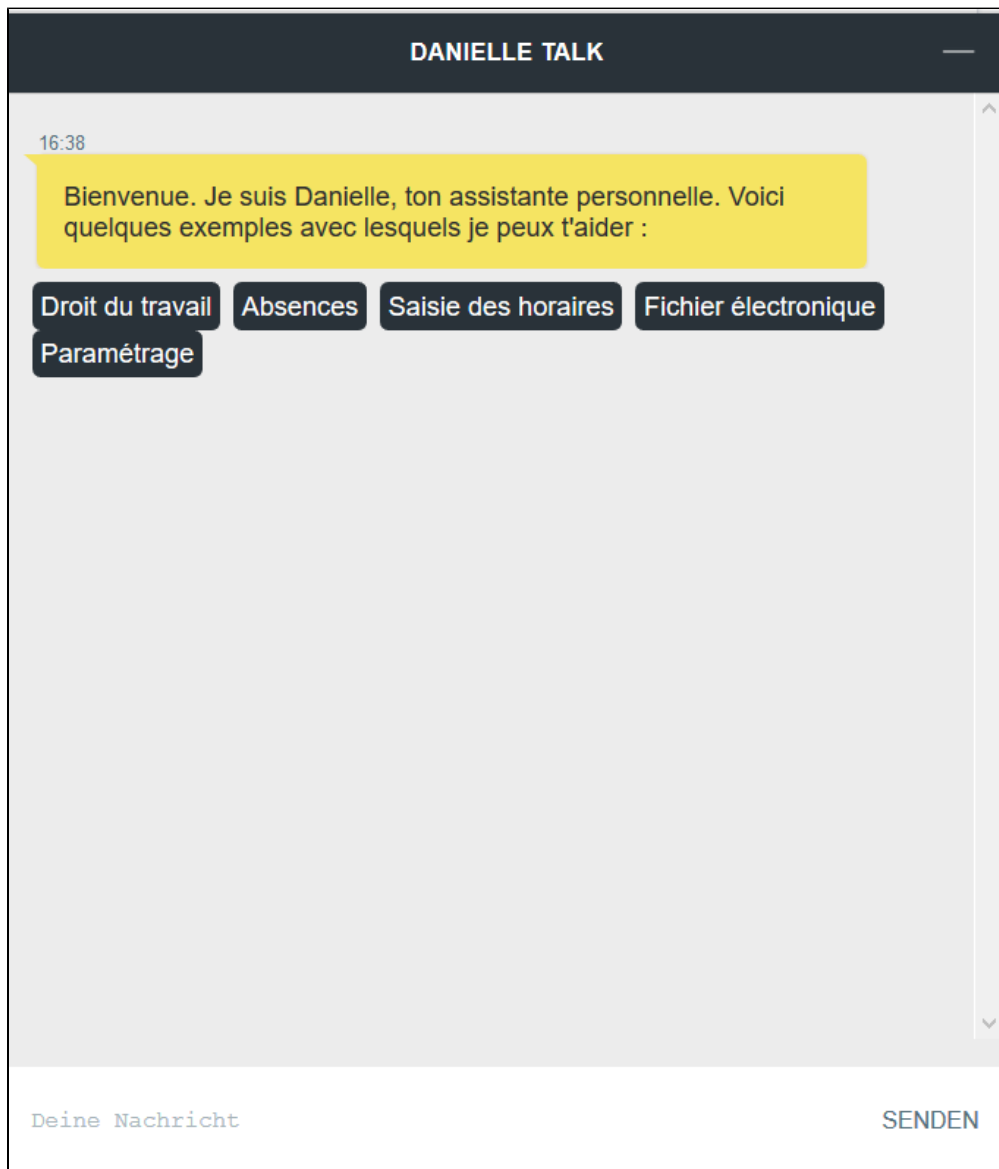 DANIELLE TALK
16:38
Bienvenue. Je suis Danielle, ton assistante personnelle. Voici
quelques exemples avec lesquels je peux t'aider :
Droit du travail Absences Saisie des horaires Fichier électronique
Paramétrage
Deine Nachricht SENDEN